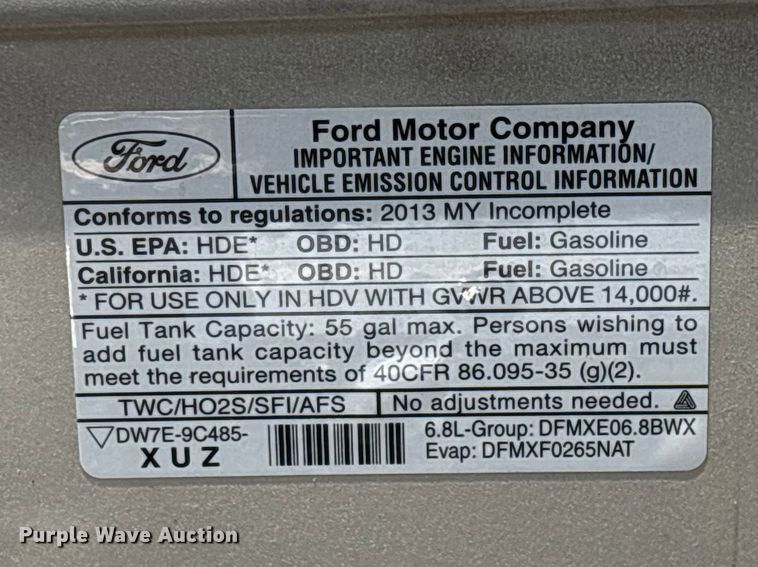 Ford
Ford Motor Company
IMPORTANT ENGINE INFORMATION/
VEHICLE EMISSION CONTROL INFORMATION
Conforms to regulations: 2013 MY Incomplete
U.S. EPA: HDE* OBD: HD Fuel: Gasoline
California: HDE* OBD: HD Fuel: Gasoline
* FOR USE ONLY IN HDV WITH GVWR ABOVE 14,000#.
Fuel Tank Capacity: 55 gal max. Persons wishing to
add fuel tank capacity beyond the maximum must
meet the requirements of 40CFR 86.095-35 (g)(2).
TWC/HO2S/SFI/AFS No adjustments needed.
DW7E-9C485-
XUZ
6.8L-Group: DFMXE06.8BWX
Evap: DFMXF0265NAT
Purple Wave Auction